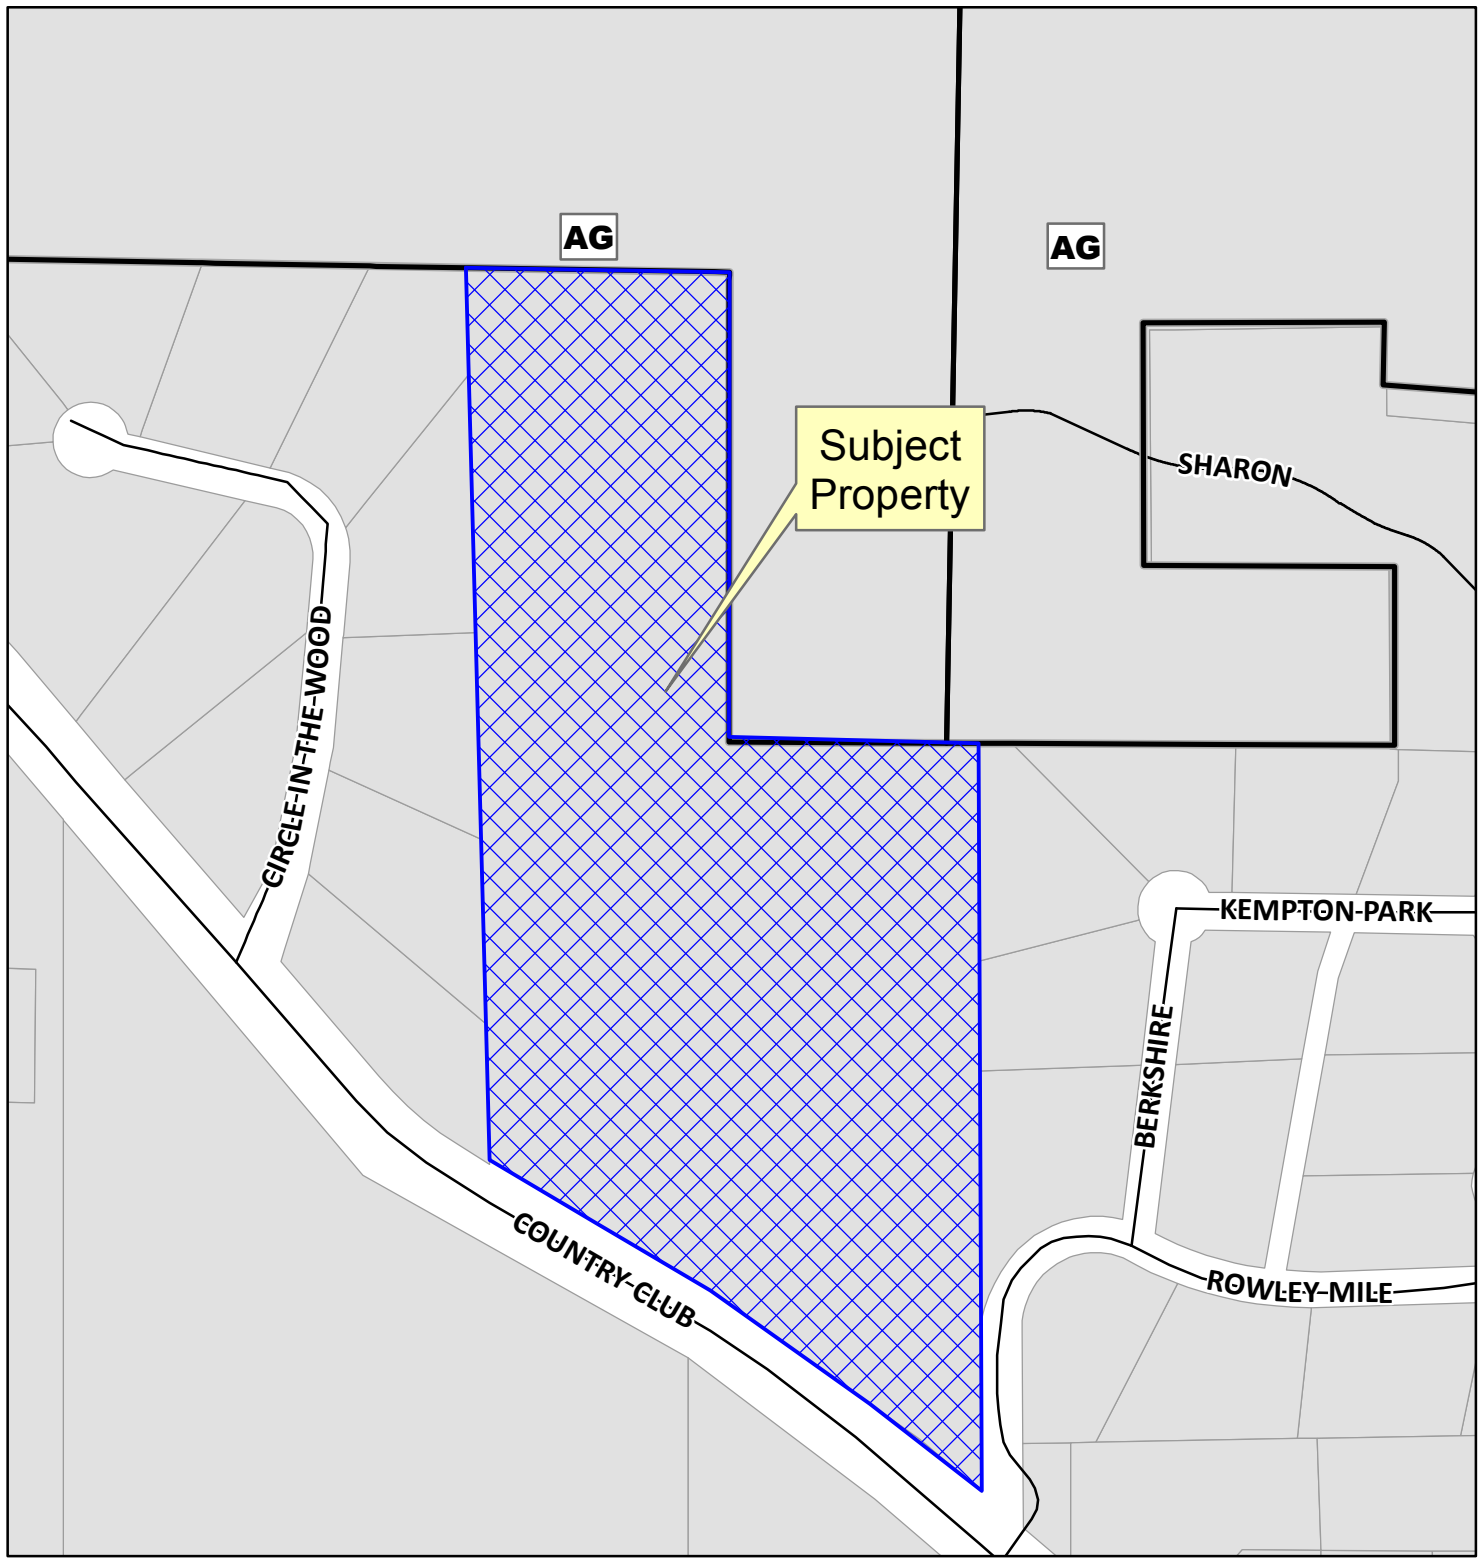 AG
AG
Subject
Property
SHARON
CIRCLE-IN-THE-WOOD
KEMPTON-PARK
BERKSHIRE
COUNTRY-CLUB
ROWLEY-MILE